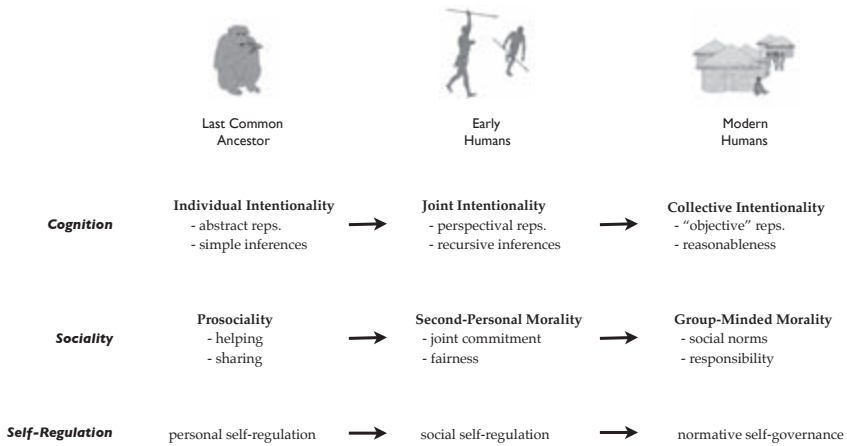 Last Common
Ancestor
Early
Humans
Modern
Humans
Cognition
Individual Intentionality
- abstract reps.
- simple inferences
Joint Intentionality
- perspectival reps.
- recursive inferences
Collective Intentionality
- “objective” reps.
- reasonableness
Sociality
Prosociality
- helping
- sharing
Second-Personal Morality
- joint commitment
- fairness
Group-Minded Morality
- social norms
- responsibility
Self-Regulation
personal self-regulation
social self-regulation
normative self-governance